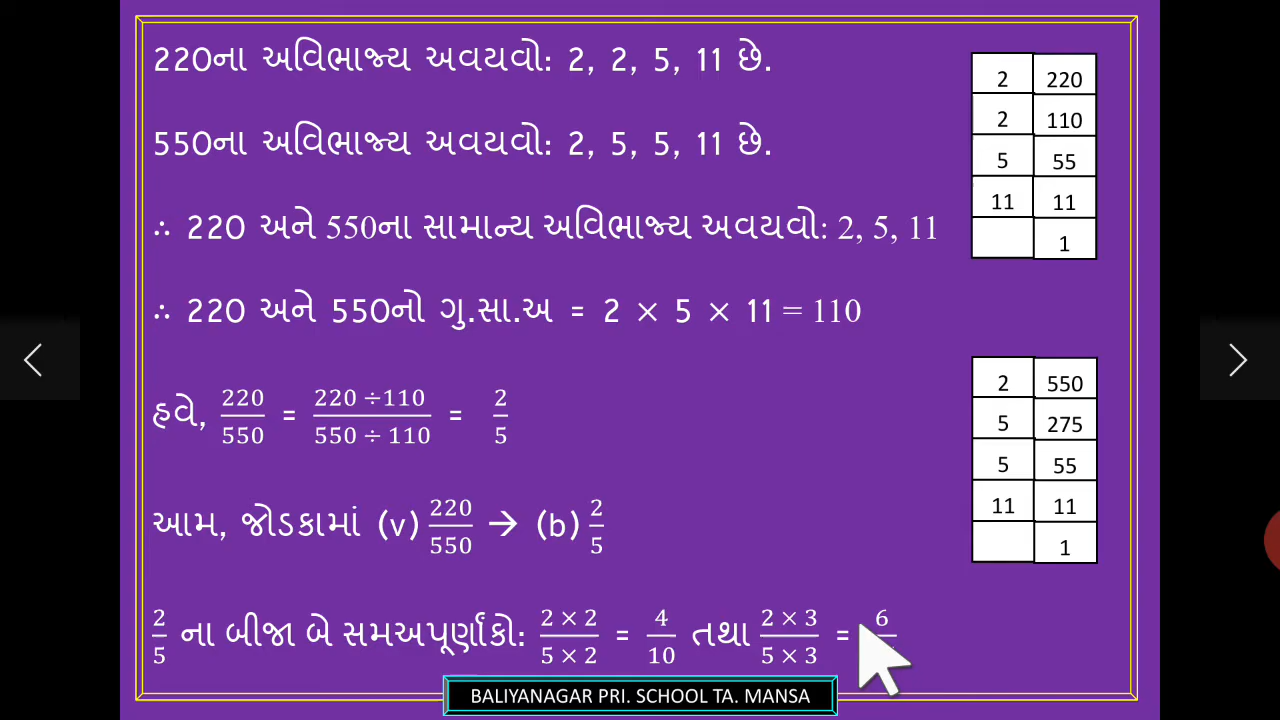 220ના અવિભાજ્ય અવયવો: 2, 2, 5, 11 છે.
550ના અવિભાજ્ય અવયવો: 2, 5, 5, 11 છે.
∴ 220 અને 550ના સામાન્ય અવિભાજ્ય અવયવો: 2, 5, 11
∴ 220 અને 550નો ગુ.સા.અ = 2 × 5 × 11 = 110
હવે, 220/550 = 220 ÷110/550 ÷ 110 = 2/5
આમ, જોડકામાં (v) 220/550 → (b) 2/5
2/5 ના બીજા બે સમઅપૂર્ણાંકો: 2 × 2/5 × 2 = 4/10 તથા 2 × 3/5 × 3 = 6
2 220
2 110
5 55
11 11
1
2 550
5 275
5 55
11 11
1
BALIYANAGAR PRI. SCHOOL TA. MANSA